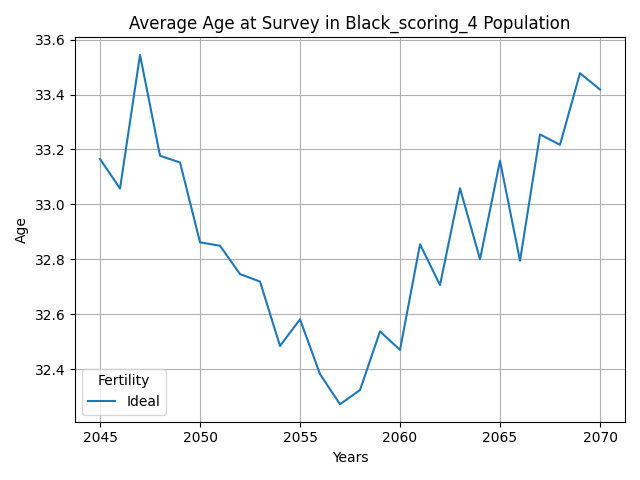 Average Age at Survey in Black_scoring_4 Population
33.6
33.4
33.2
33.0
32.8
32.6
32.4
Age
Fertility
Ideal
2045 2050 2055 2060 2065 2070
Years